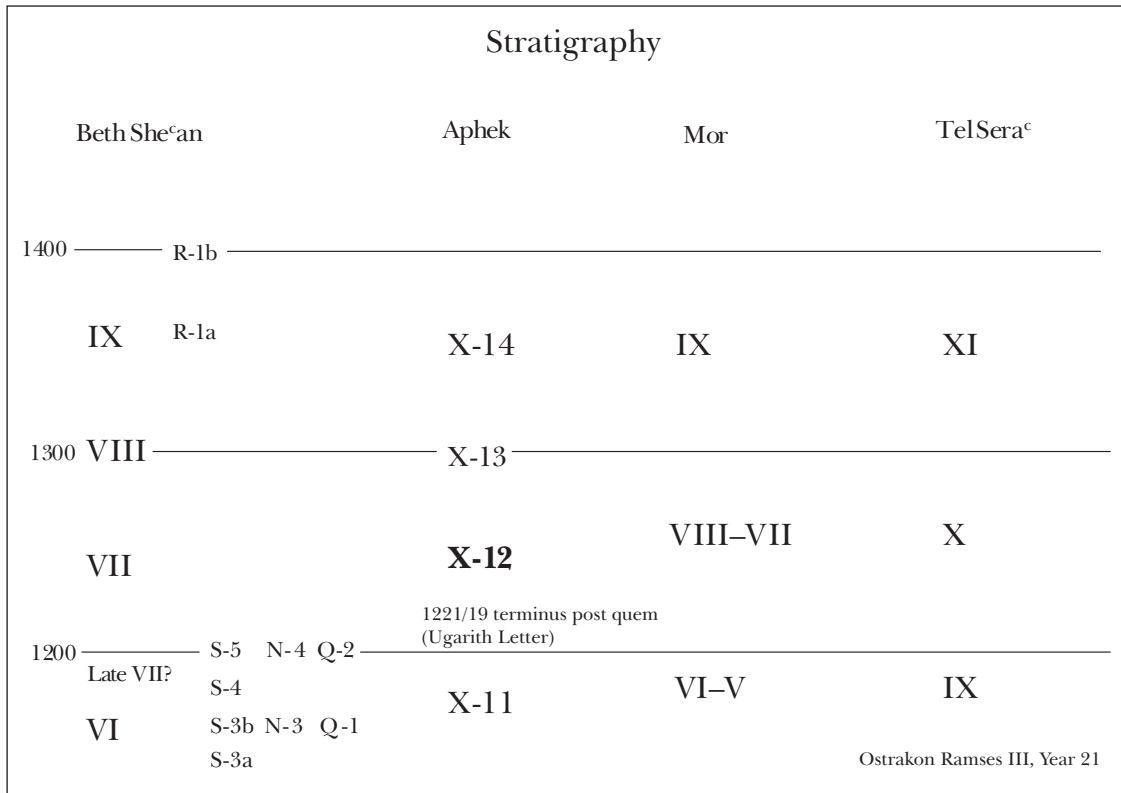 Stratigraphy
Beth Sheᶜan Aphek Mor Tel Seraᶜ
1400 R-1b
IX R-1a X-14 IX XI
1300 VIII X-13
VII X-12 VIII–VII X
1221/19 terminus post quem
(Ugarith Letter)
1200 S-5 N-4 Q-2
Late VII? S-4 X-11 VI–V IX
VI S-3b N-3 Q-1
S-3a
Ostrakon Ramses III, Year 21